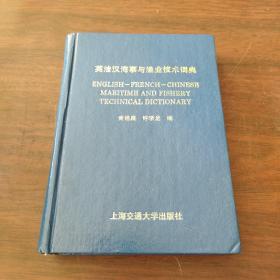 英法汉海事与渔业技术词典
ENGLISH-FRENCH-CHINESE
MARITIME AND FISHERY
TECHNICAL DICTIONARY
编
上海交通大学出版社